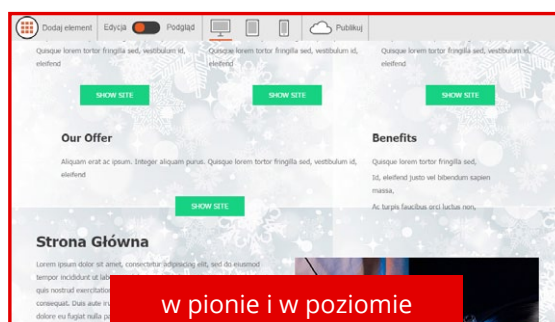 Dodaj element Edycja Podgląd Publikuj
Quisque lorem tortor fringilla sed, vestibulum id, Quisque lorem tortor fringilla sed, vestibulum id, Quisque lorem tortor fringilla sed, vestibulum id,
eleifend eleifend eleifend
SHOW SITE SHOW SITE SHOW SITE
Our Offer
Aliquam erat ac ipsum. Integer aliquam purus. Quisque lorem tortor fringilla sed, vestibulum id,
eleifend
SHOW SITE
Benefits
Quisque lorem tortor fringilla sed,
Id, eleifend justo vel bibendum sapien
massa,
Ac turpis faucibus orci luctus non,
Strona Główna
Lorem ipsum dolor sit amet, consectetur adipiscing elit, sed do eiusmod
tempor incididunt ut
quis nostrud exercitation
consequat. Duis aute
dolore eu fugiat nulla
w pionie i w poziomie